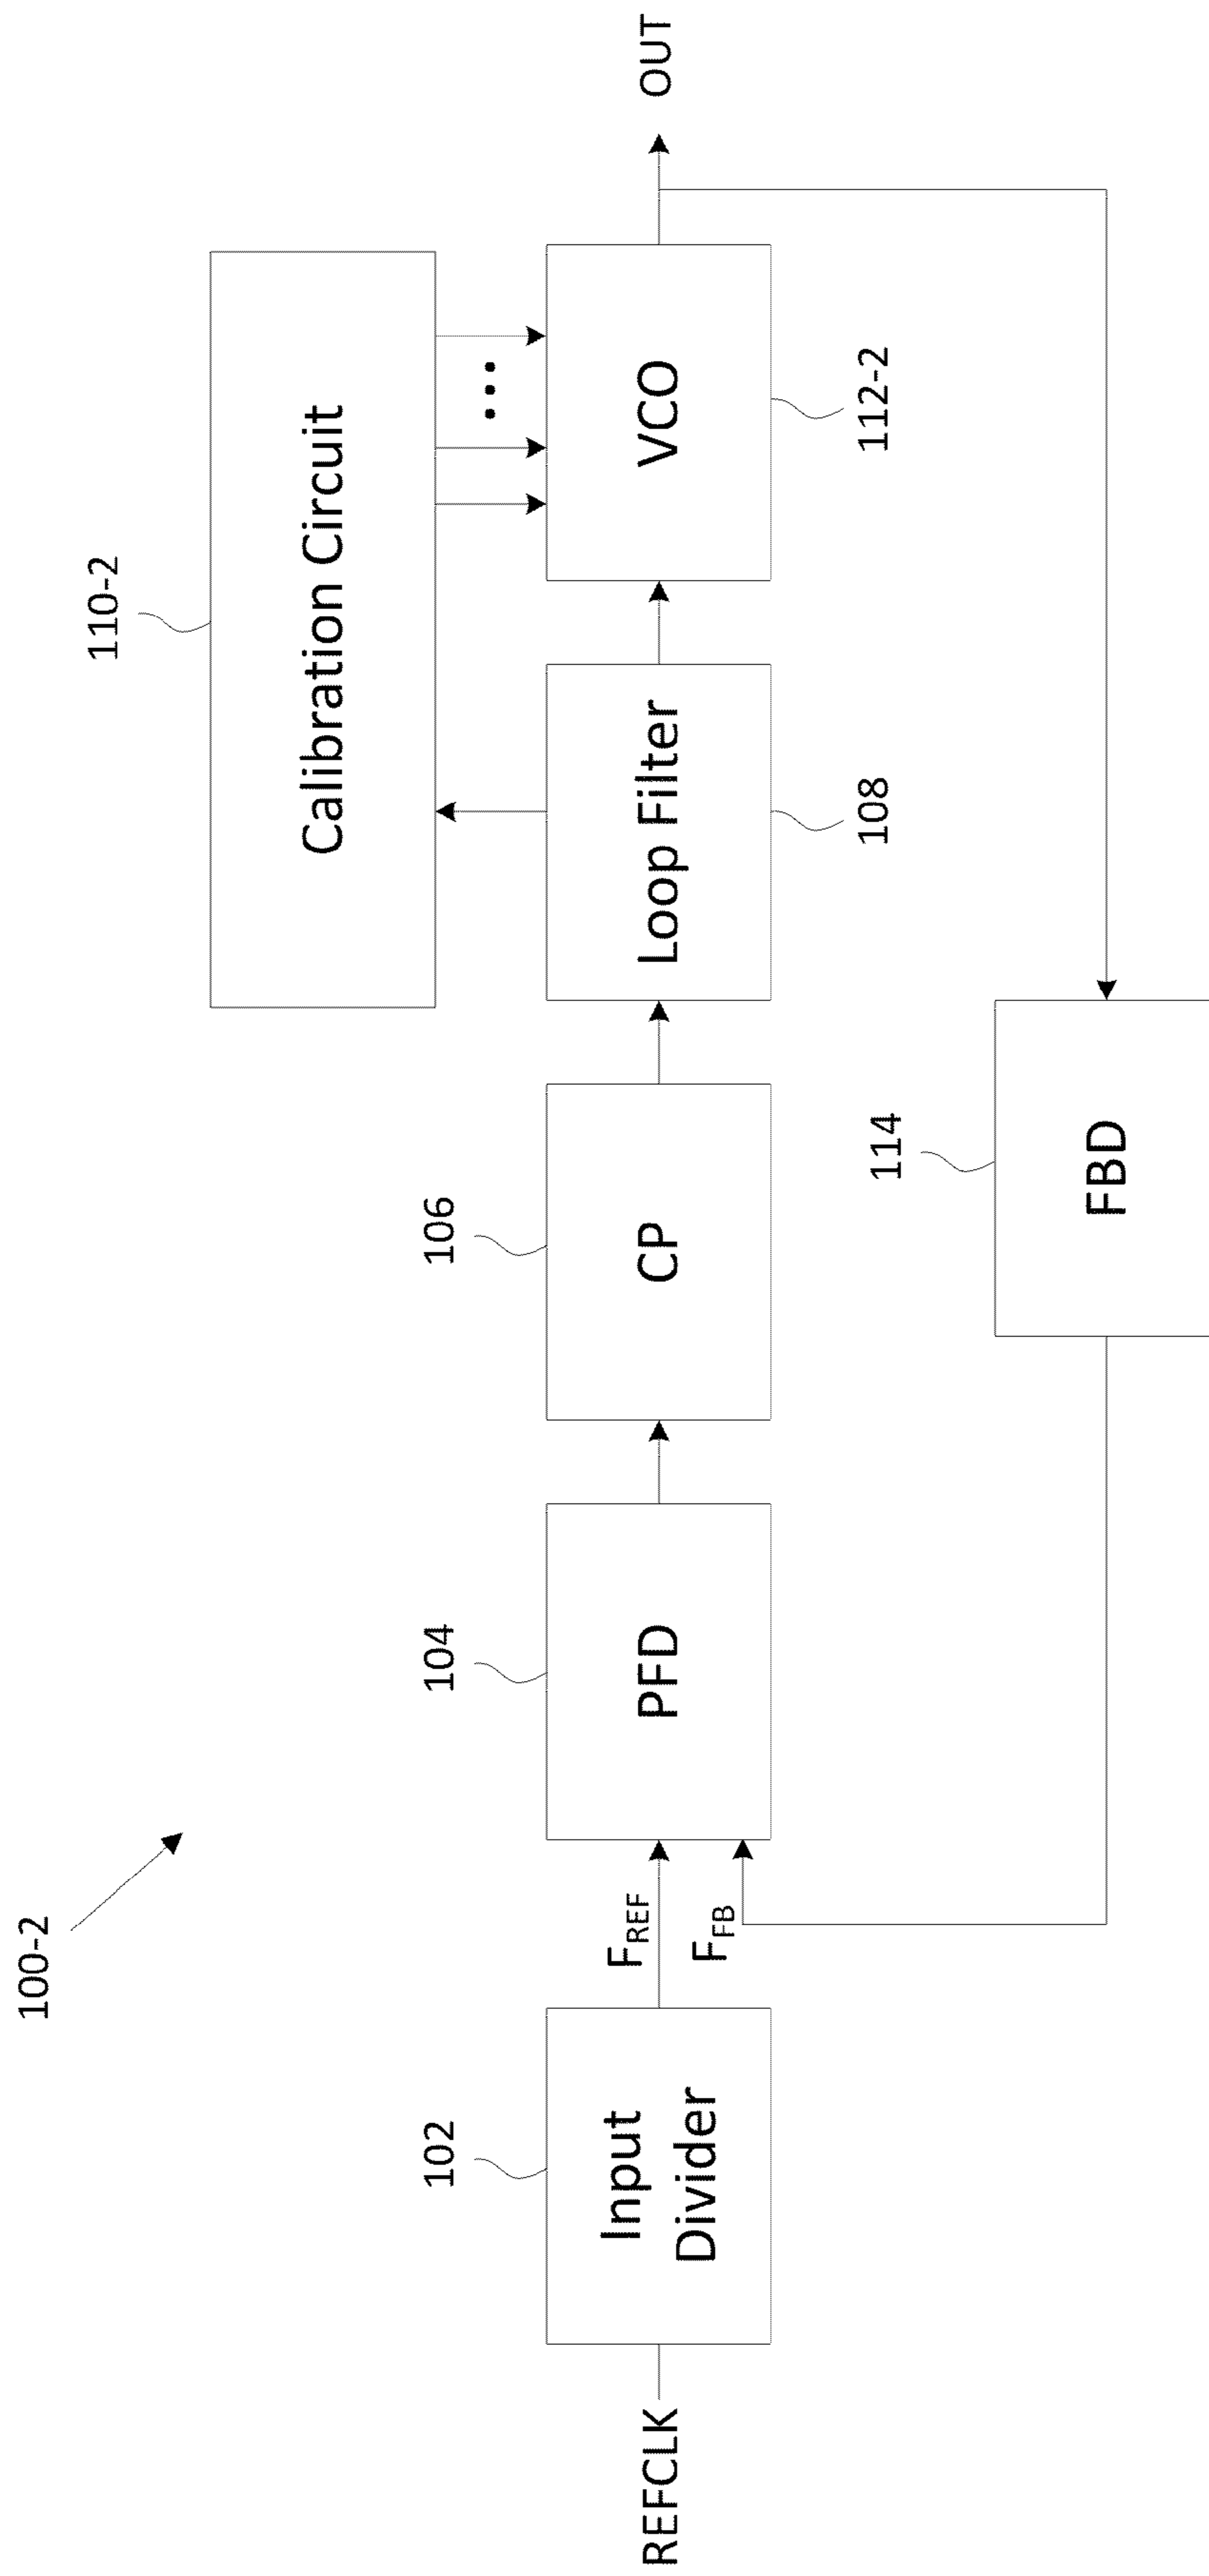 100-2
110-2
Calibration Circuit
102
104
106
REFCLK
Input
Divider
F_REF
F_FB
PFD
CP
Loop Filter
VCO
OUT
...
114
108
112-2
FBD